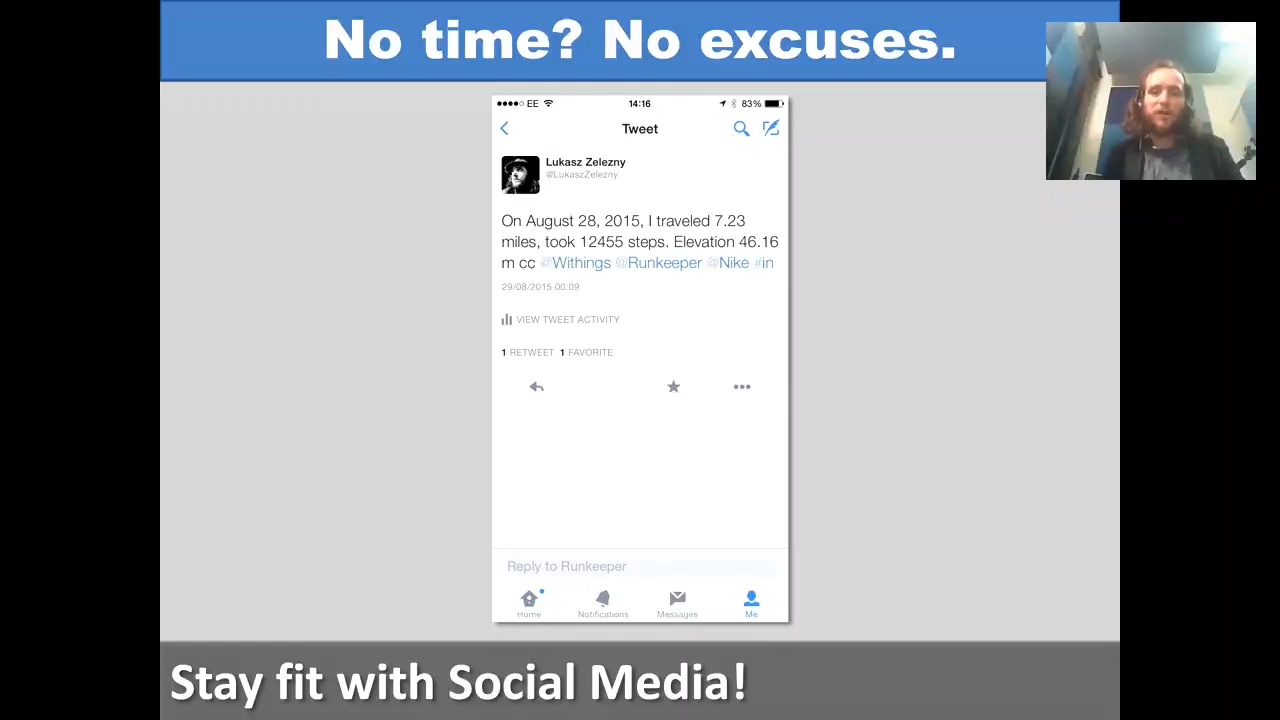 No time? No excuses.
EE 14:16 83%
Tweet
Lukasz Zelezny
@LukaszZelezny
On August 28, 2015, I traveled 7.23
miles, took 12455 steps. Elevation 46.16
m cc @Withings @Runkeeper @Nike #in
29/08/2015 00:09
VIEW TWEET ACTIVITY
1 RETWEET 1 FAVORITE
Reply to Runkeeper
Home Notifications Messages Me
Stay fit with Social Media!